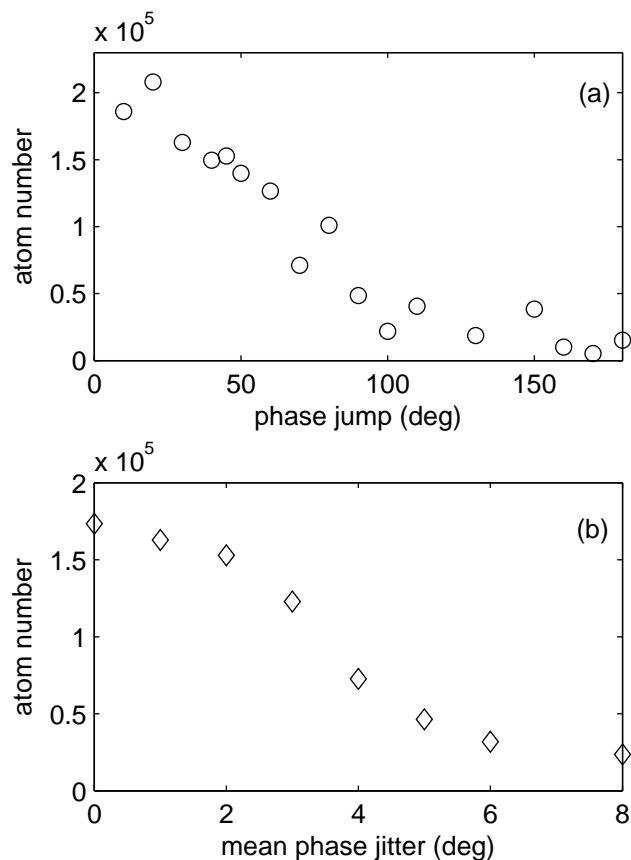 x 10^5
2
1.5
1
0.5
0
atom number
(a)
0 50 100 150
phase jump (deg)
x 10^5
2
1.5
1
0.5
0
atom number
(b)
0 2 4 6 8
mean phase jitter (deg)